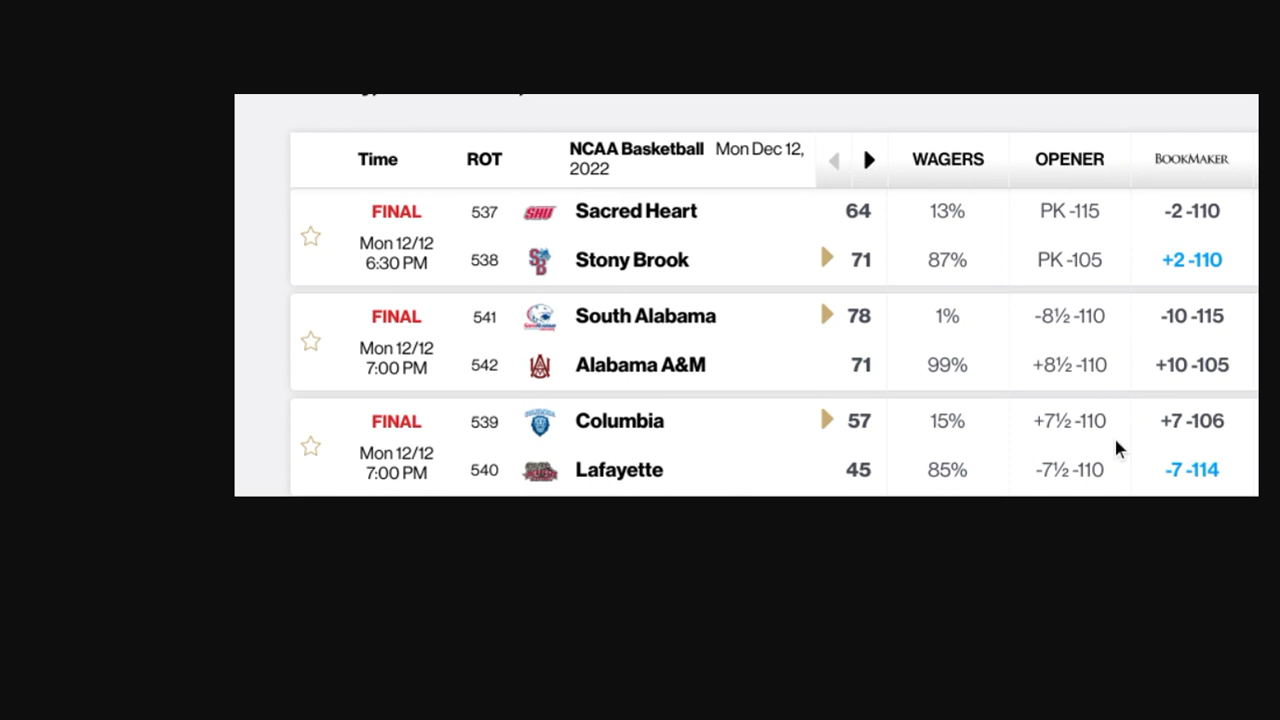 Time ROT NCAA Basketball Mon Dec 12, WAGERS OPENER BOOKMAKER
2022
FINAL 537 SHU Sacred Heart 64 13% PK -115 -2 -110
Mon 12/12
6:30 PM 538 SB Stony Brook 71 87% PK -105 +2 -110
FINAL 541 South Alabama 78 1% -8½ -110 -10 -115
Mon 12/12
7:00 PM 542 Alabama A&M 71 99% +8½ -110 +10 -105
FINAL 539 Columbia 57 15% +7½ -110 +7 -106
Mon 12/12
7:00 PM 540 Lafayette 45 85% -7½ -110 -7 -114